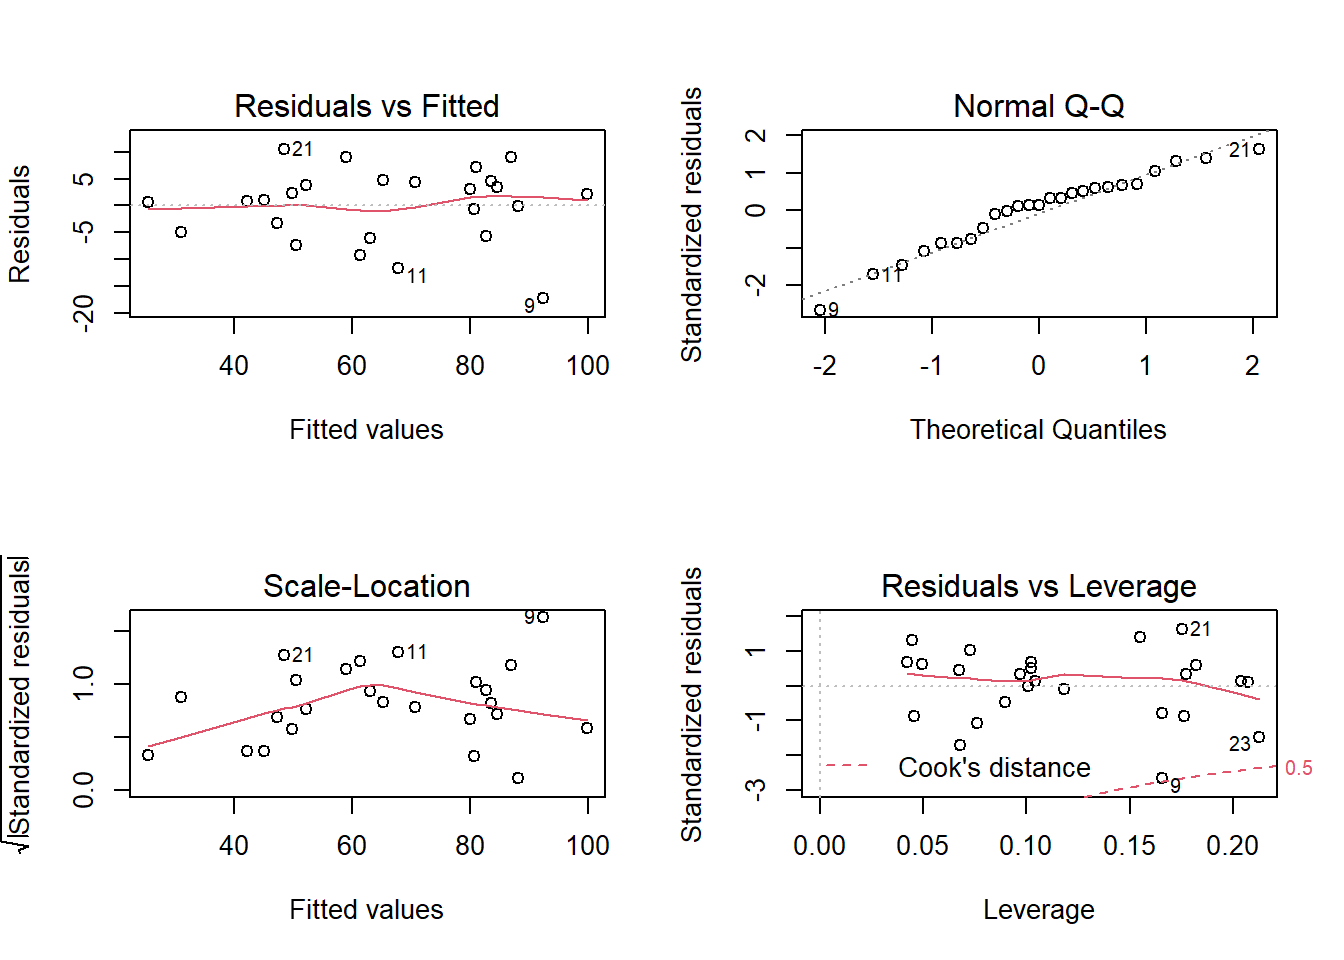 Residuals vs Fitted
Residuals
5
-5
-20
21
11
9
40 60 80 100
Fitted values
Normal Q-Q
Standardized residuals
2
1
0
-2
21
11
9
-2 -1 0 1 2
Theoretical Quantiles
Scale-Location
√|Standardized residuals|
1.0
0.0
9
21
11
40 60 80 100
Fitted values
Residuals vs Leverage
Standardized residuals
1
-1
-3
21
23
Cook's distance
0.5
9
0.00 0.05 0.10 0.15 0.20
Leverage